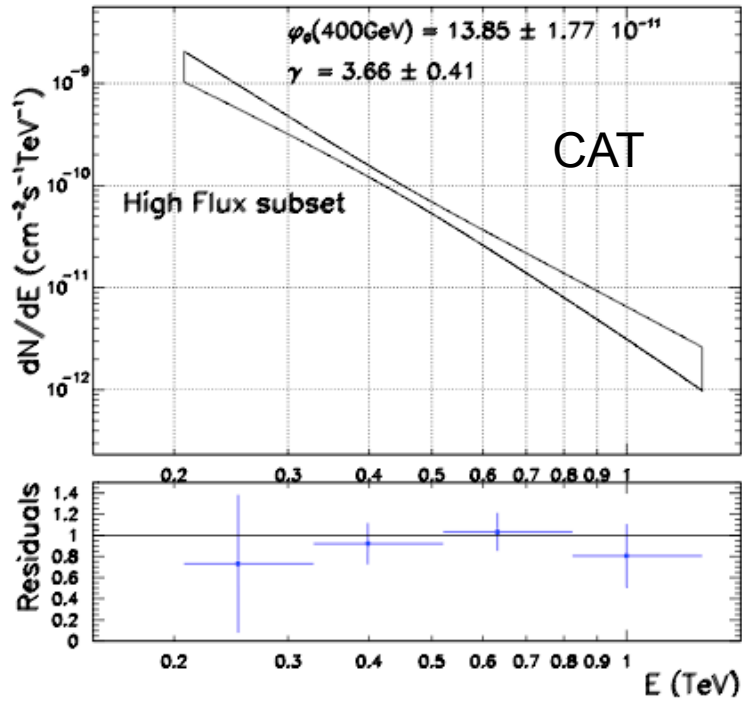 φ₀(400GeV) = 13.85 ± 1.77 10⁻¹¹
γ = 3.66 ± 0.41
CAT
High Flux subset
dN/dE (cm⁻²s⁻¹TeV⁻¹)
10⁻⁹
10⁻¹⁰
10⁻¹¹
10⁻¹²
0.2 0.3 0.4 0.5 0.6 0.7 0.8 0.9 1
Residuals
1.4
1.2
1
0.8
0.6
0.4
0.2
0
0.2 0.3 0.4 0.5 0.6 0.7 0.8 0.9 1
E (TeV)